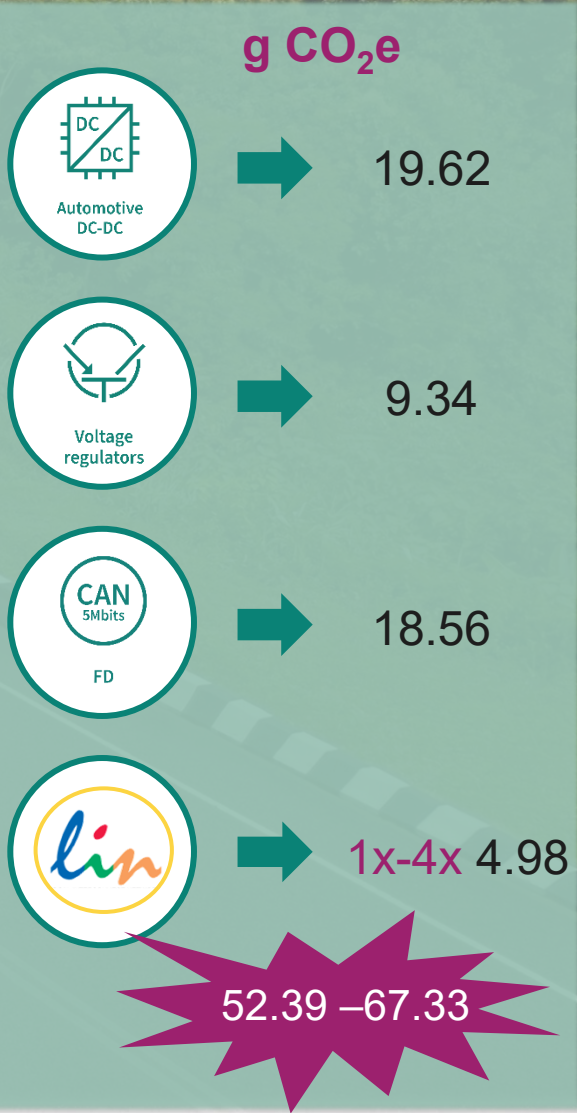 g CO₂e
DC
DC
Automotive
DC-DC
19.62
Voltage
regulators
9.34
CAN
5Mbits
FD
18.56
lin
1x-4x 4.98
52.39 –67.33